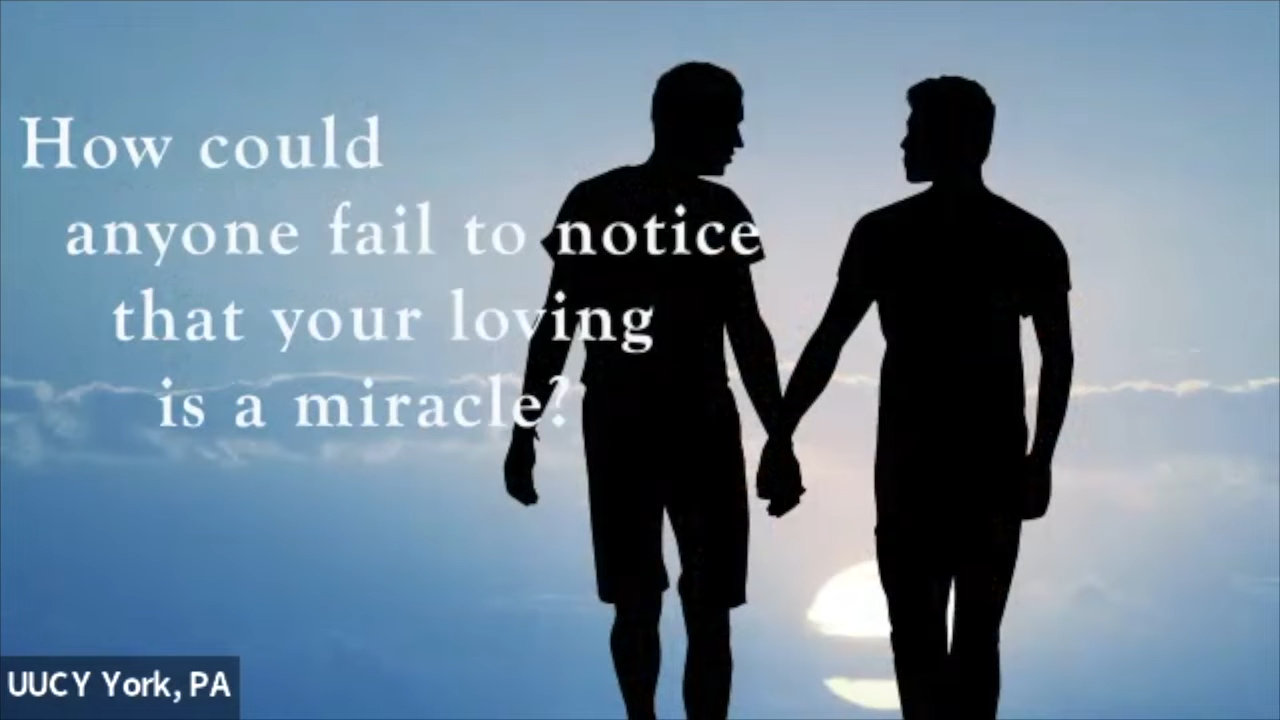 How could
anyone fail to notice
that your loving
is a miracle?
UUCY York, PA